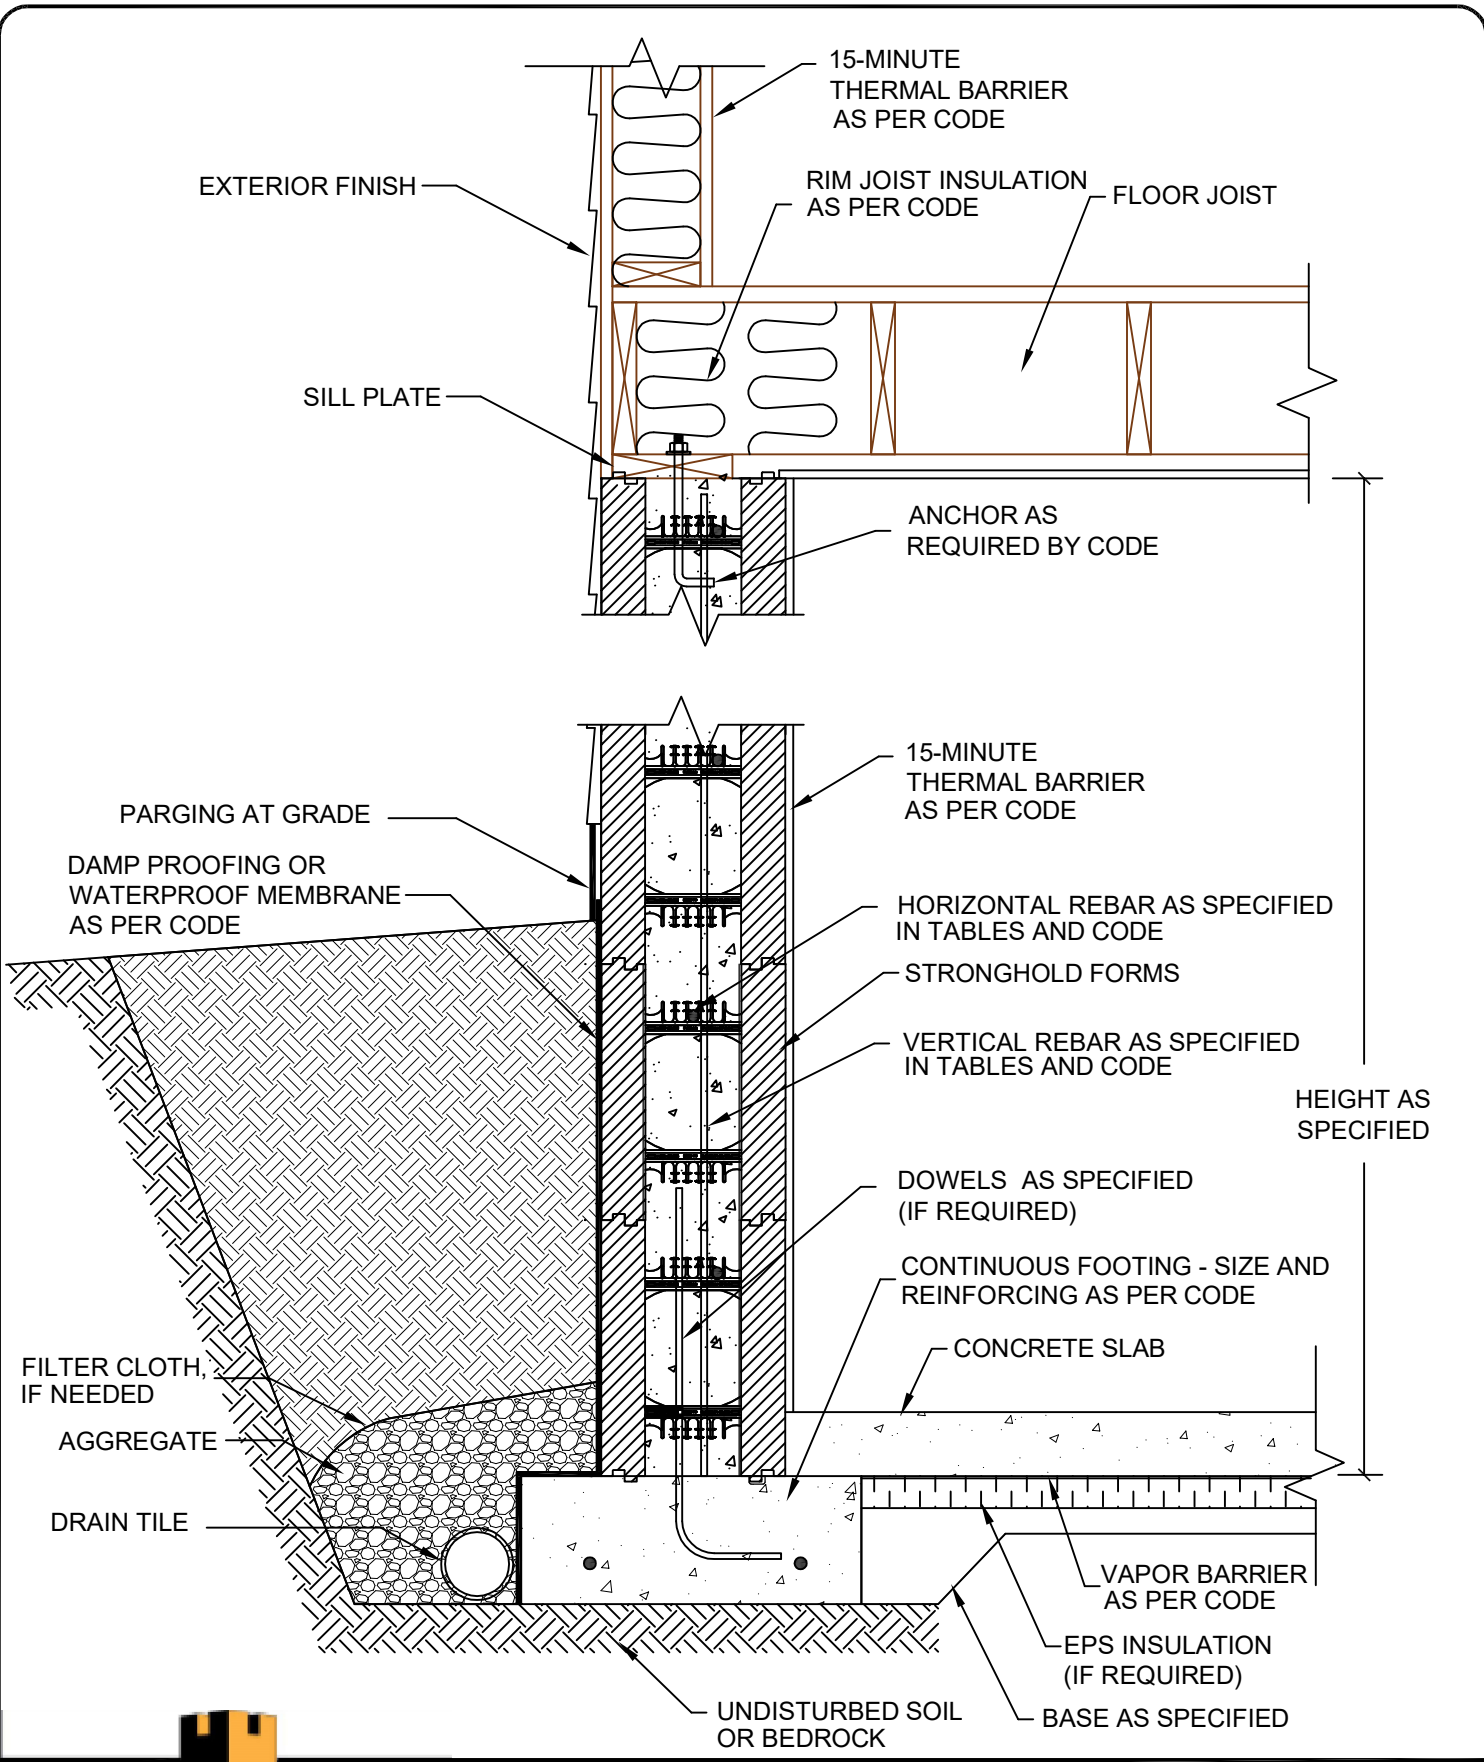 15-MINUTE
THERMAL BARRIER
AS PER CODE
EXTERIOR FINISH
RIM JOIST INSULATION
AS PER CODE
FLOOR JOIST
SILL PLATE
ANCHOR AS
REQUIRED BY CODE
15-MINUTE
THERMAL BARRIER
AS PER CODE
PARGING AT GRADE
DAMP PROOFING OR
WATERPROOF MEMBRANE
AS PER CODE
HORIZONTAL REBAR AS SPECIFIED
IN TABLES AND CODE
STRONGHOLD FORMS
VERTICAL REBAR AS SPECIFIED
IN TABLES AND CODE
HEIGHT AS
SPECIFIED
DOWELS AS SPECIFIED
(IF REQUIRED)
CONTINUOUS FOOTING - SIZE AND
REINFORCING AS PER CODE
CONCRETE SLAB
FILTER CLOTH,
IF NEEDED
AGGREGATE
DRAIN TILE
VAPOR BARRIER
AS PER CODE
EPS INSULATION
(IF REQUIRED)
UNDISTURBED SOIL
OR BEDROCK
BASE AS SPECIFIED